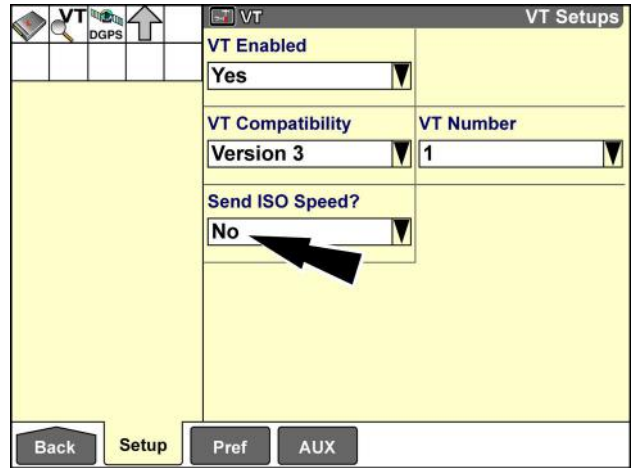 VT
DGPS
VT
VT Setups
VT Enabled
Yes
VT Compatibility
VT Number
Version 3
1
Send ISO Speed?
No
Back
Setup
Pref
AUX